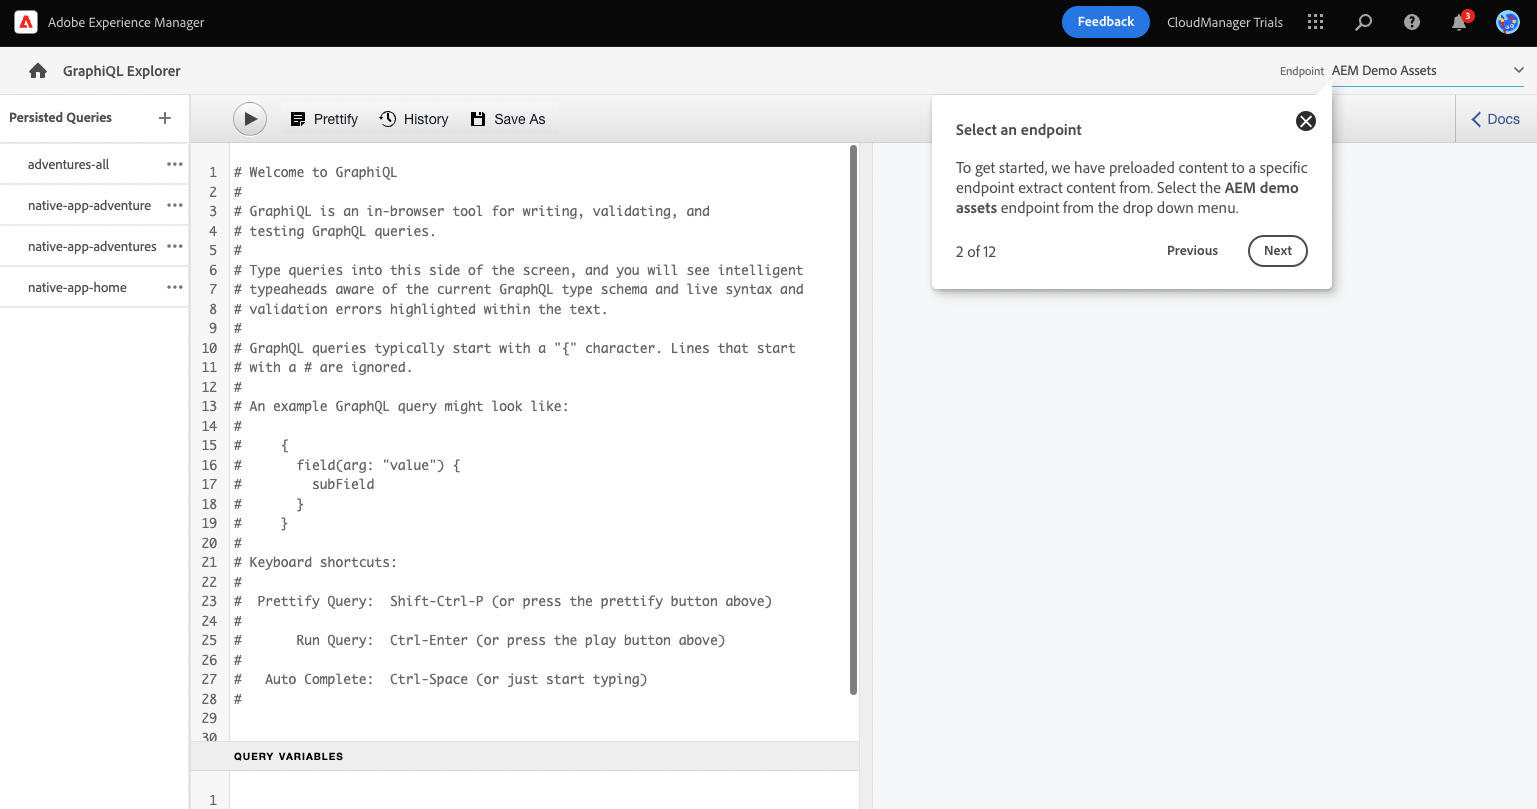 Adobe Experience Manager
Feedback
CloudManager Trials
3
GraphiQL Explorer
Endpoint
AEM Demo Assets
Persisted Queries
adventures-all
native-app-adventure
native-app-adventures
native-app-home
Prettify
History
Save As
Docs
1 # Welcome to GraphiQL
2 #
3 # GraphiQL is an in-browser tool for writing, validating, and
4 # testing GraphQL queries.
5 #
6 # Type queries into this side of the screen, and you will see intelligent
7 # typeaheads aware of the current GraphQL type schema and live syntax and
8 # validation errors highlighted within the text.
9 #
10 # GraphQL queries typically start with a "{" character. Lines that start
11 # with a # are ignored.
12 #
13 # An example GraphQL query might look like:
14 #
15 #     {
16 #       field(arg: "value") {
17 #         subField
18 #       }
19 #     }
20 #
21 # Keyboard shortcuts:
22 #
23 #  Prettify Query:  Shift-Ctrl-P (or press the prettify button above)
24 #
25 #       Run Query:  Ctrl-Enter (or press the play button above)
26 #
27 #   Auto Complete:  Ctrl-Space (or just start typing)
28 #
29
30
QUERY VARIABLES
1
Select an endpoint
To get started, we have preloaded content to a specific
endpoint extract content from. Select the AEM demo
assets endpoint from the drop down menu.
2 of 12
Previous
Next